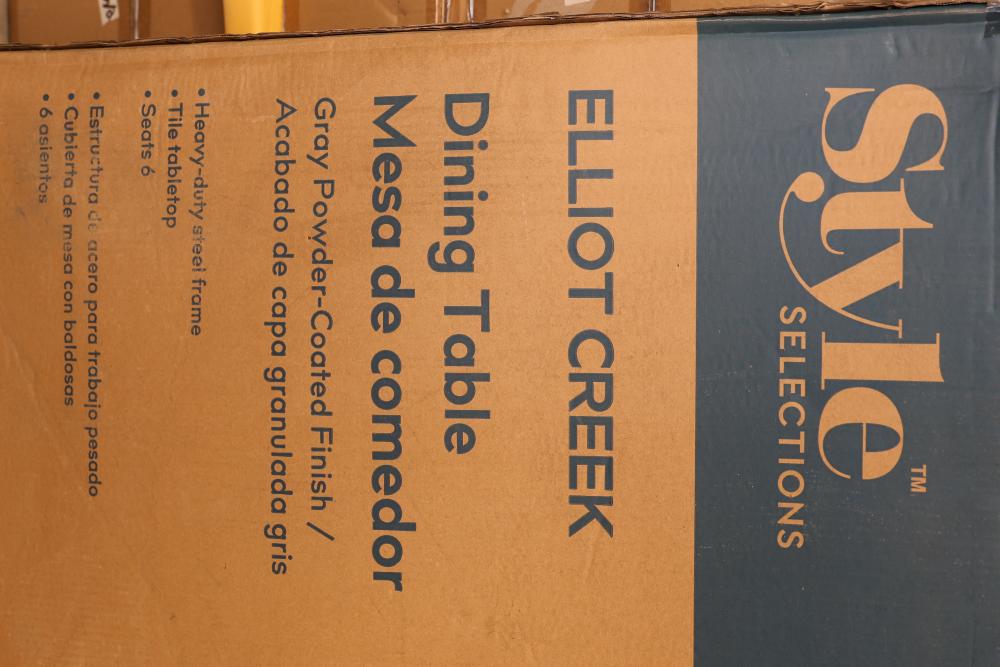 Style™
SELECTIONS
ELLIOT CREEK
Dining Table
Mesa de comedor
Gray Powder-Coated Finish /
Acabado de capa granulada gris
• Heavy-duty steel frame
• Tile tabletop
• Seats 6
• Estructura de acero para trabajo pesado
• Cubierta de mesa con baldosas
• 6 asientos